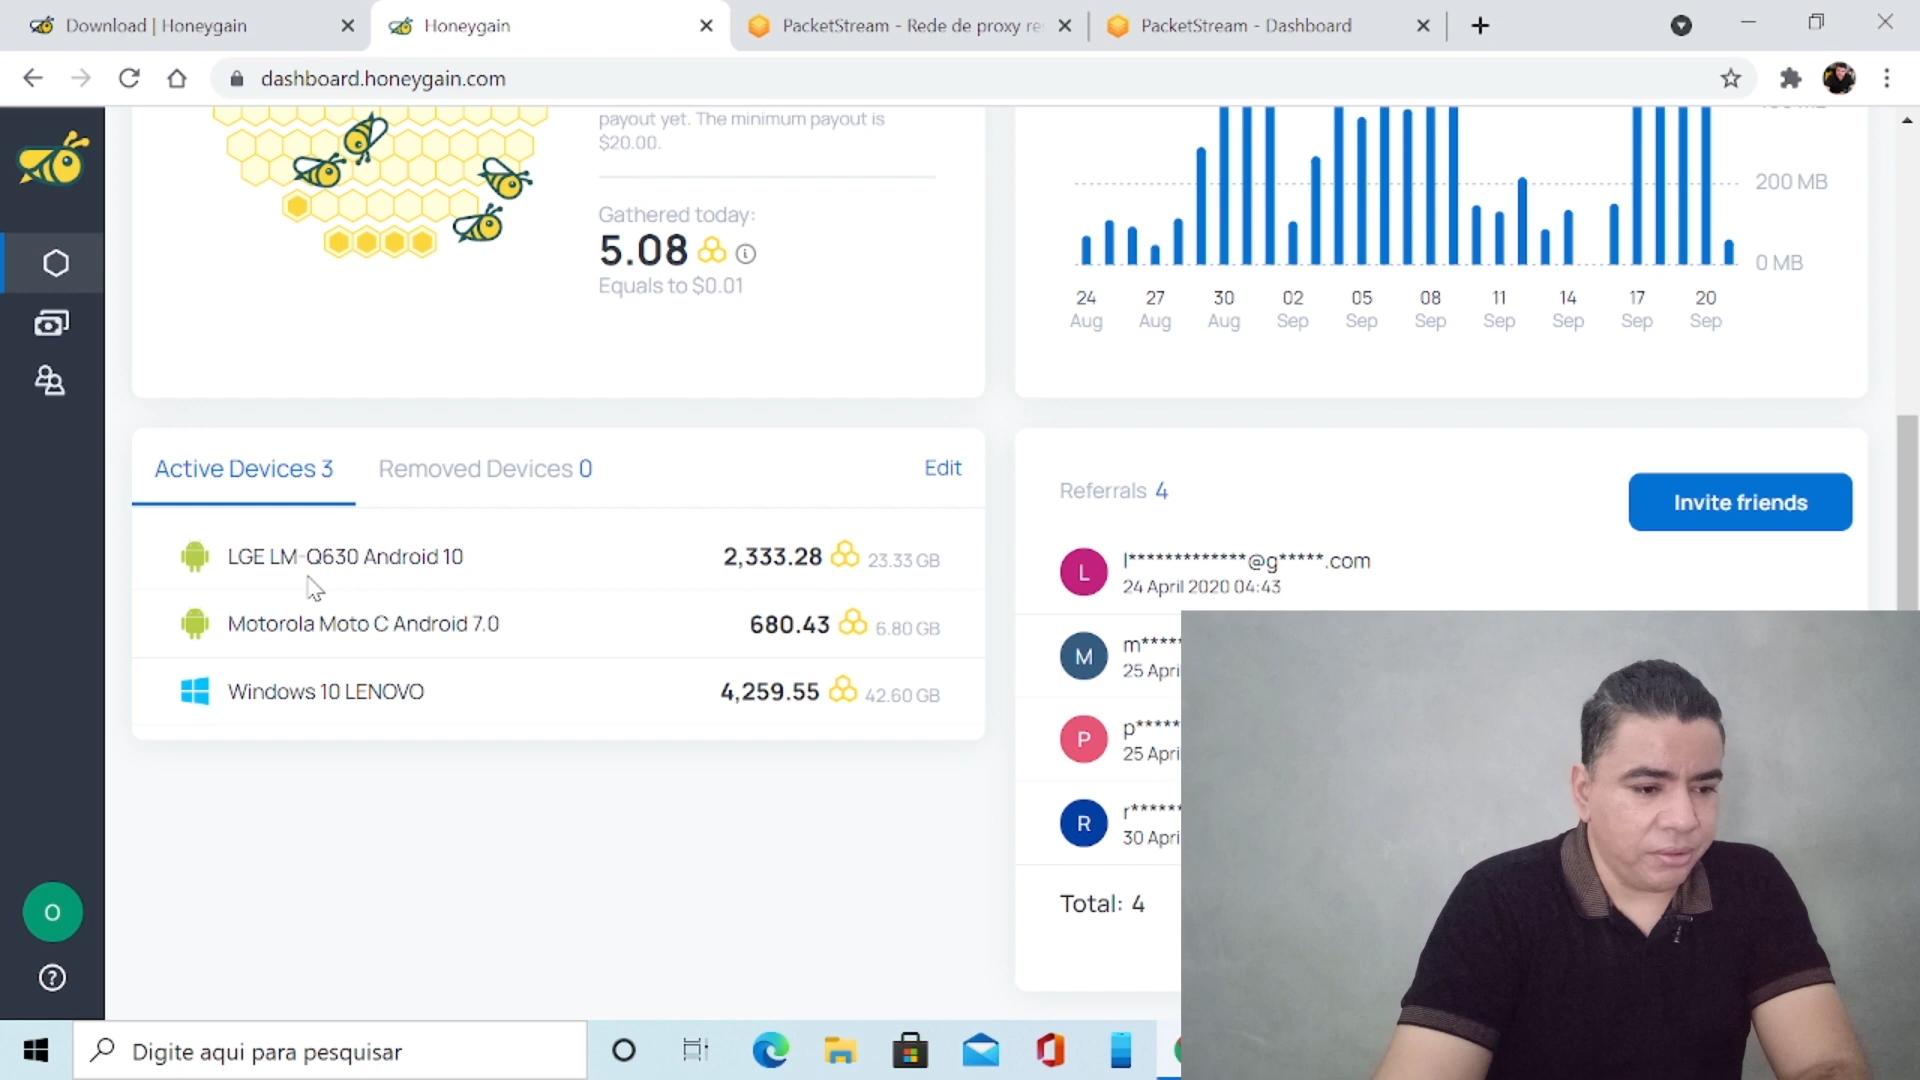 Download | Honeygain
Honeygain
PacketStream - Rede de proxy re
PacketStream - Dashboard
dashboard.honeygain.com
payout yet. The minimum payout is
$20.00.
Gathered today:
5.08
Equals to $0.01
200 MB
0 MB
24 27 30 02 05 08 11 14 17 20
Aug Aug Aug Sep Sep Sep Sep Sep Sep Sep
Active Devices 3
Removed Devices 0
Edit
LGE LM-Q630 Android 10
2,333.28
23.33 GB
Motorola Moto C Android 7.0
680.43
6.80 GB
Windows 10 LENOVO
4,259.55
42.60 GB
Referrals 4
Invite friends
L
l*************@g*****.com
24 April 2020 04:43
M
m*****
25 Apri
P
p*****
25 Apri
R
r******
30 Apri
Total: 4
O
Digite aqui para pesquisar